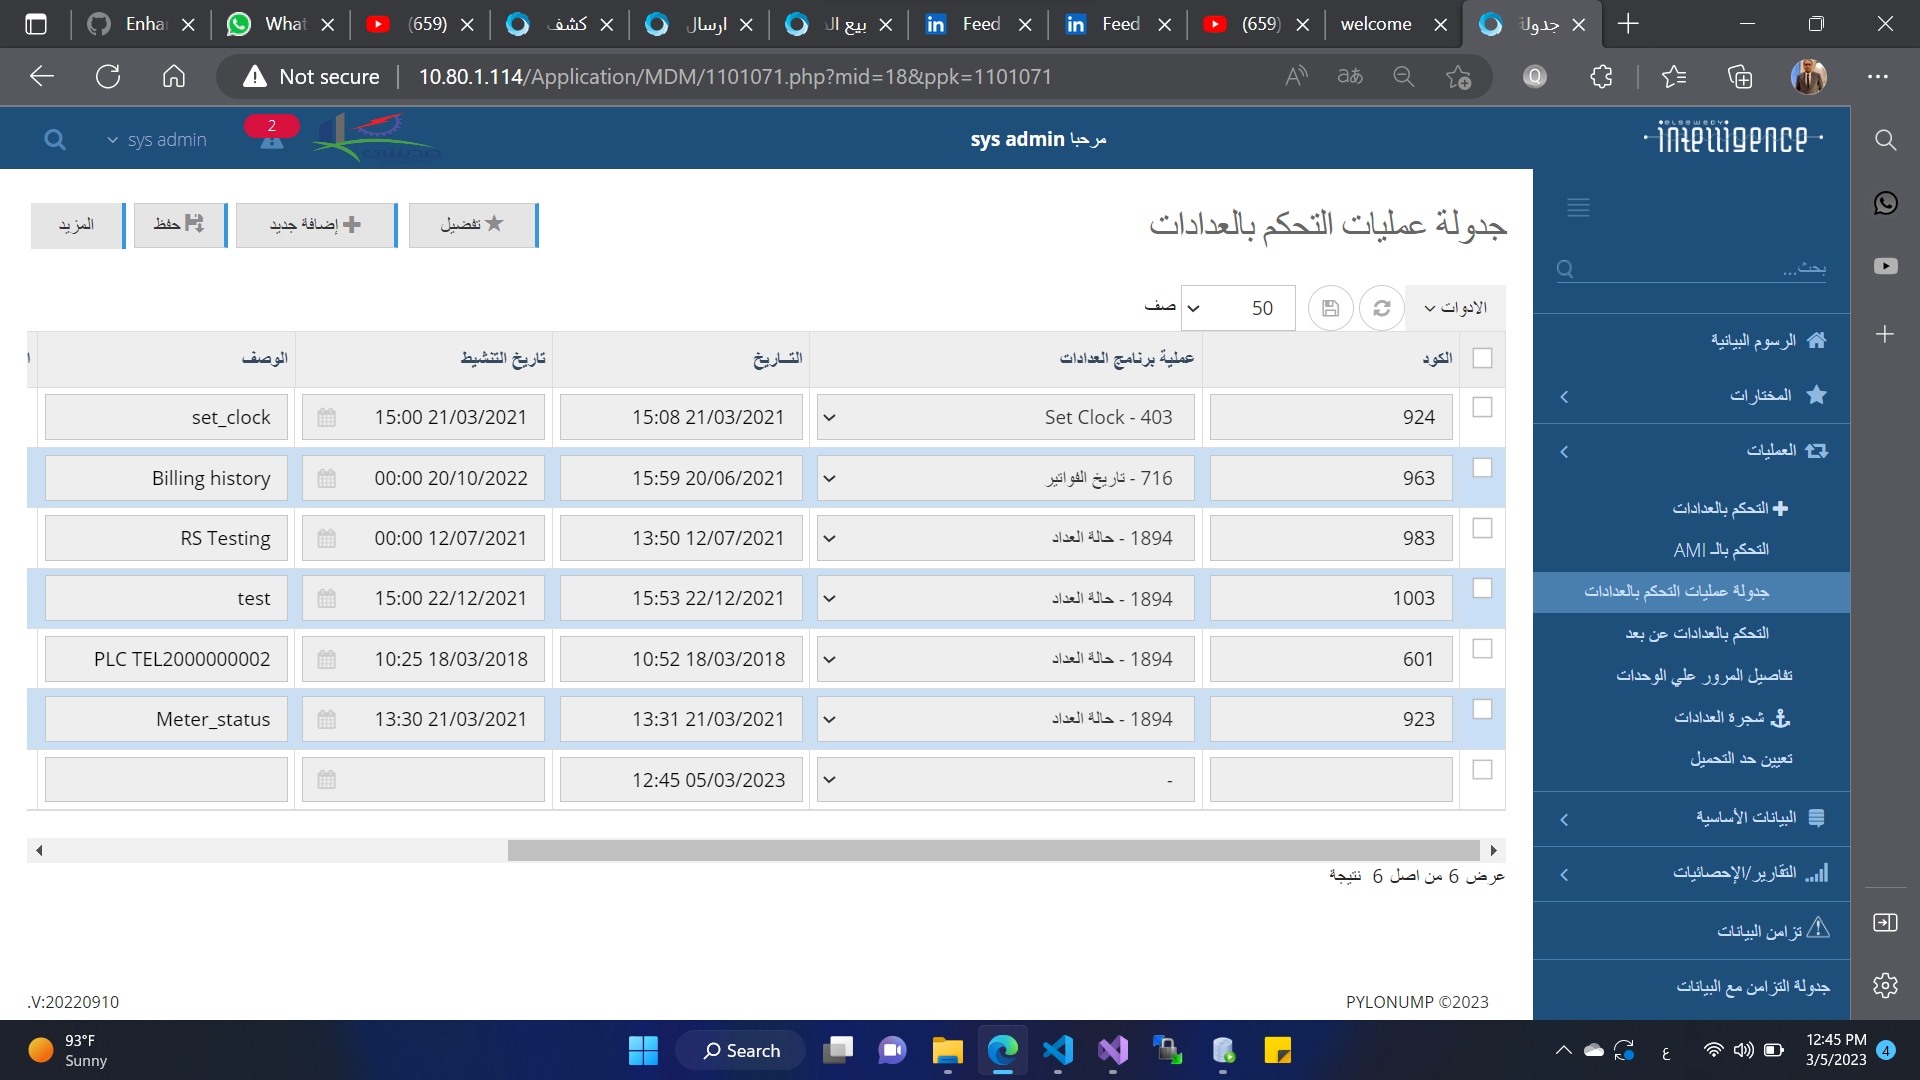 Enhar
What
(659)
كشف
ارسال
بيع الد
Feed
Feed
(659)
welcome
جدولة
Not secure
10.80.1.114/Application/MDM/1101071.php?mid=18&ppk=1101071
sys admin
2
مرحبا sys admin
ELSEWEDY
intelligence
جدولة عمليات التحكم بالعدادات
تفضيل
إضافة جديد
حفظ
المزيد
الادوات
50
صف
الكود
عملية برنامج العدادات
التــاريخ
تاريخ التنشيط
الوصف
924
Set Clock - 403
15:08 21/03/2021
15:00 21/03/2021
set_clock
963
716 - تاريخ الفواتير
15:59 20/06/2021
00:00 20/10/2022
Billing history
983
1894 - حالة العداد
13:50 12/07/2021
00:00 12/07/2021
RS Testing
1003
1894 - حالة العداد
15:53 22/12/2021
15:00 22/12/2021
test
601
1894 - حالة العداد
10:52 18/03/2018
10:25 18/03/2018
PLC TEL2000000002
923
1894 - حالة العداد
13:31 21/03/2021
13:30 21/03/2021
Meter_status
-
12:45 05/03/2023
عرض 6 من اصل 6 نتيجة
بحث...
الرسوم البيانية
المختارات
العمليات
التحكم بالعدادات
التحكم بالـ AMI
جدولة عمليات التحكم بالعدادات
التحكم بالعدادات عن بعد
تفاصيل المرور علي الوحدات
شجرة العدادات
تعيين حد التحميل
البيانات الأساسية
التقارير/الإحصائيات
تزامن البيانات
جدولة التزامن مع البيانات
.V:20220910
PYLONUMP ©2023
93°F
Sunny
Search
ع
12:45 PM
3/5/2023
4